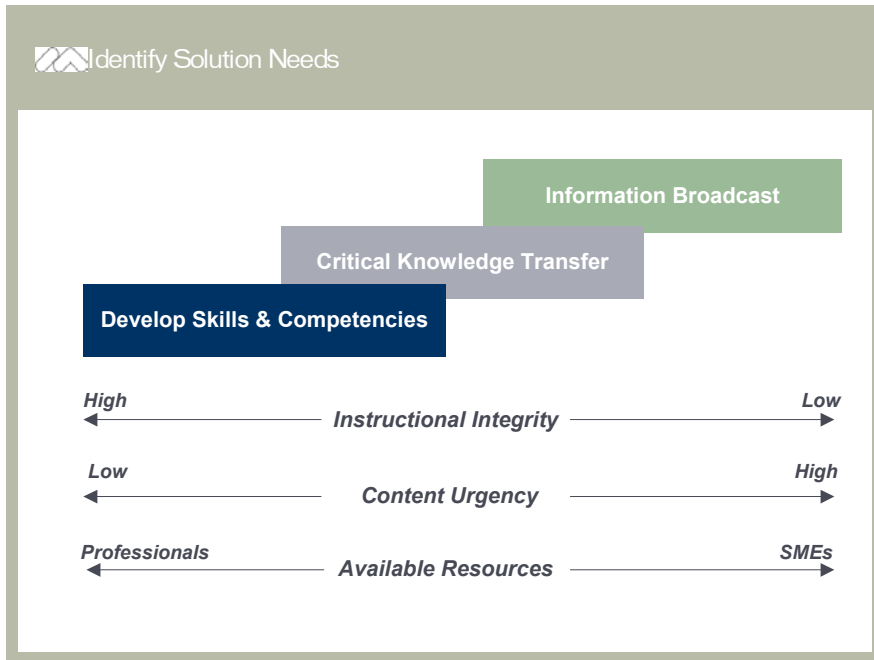 Identify Solution Needs
Information Broadcast
Critical Knowledge Transfer
Develop Skills & Competencies
High Low
Instructional Integrity
Low High
Content Urgency
Professionals SMEs
Available Resources